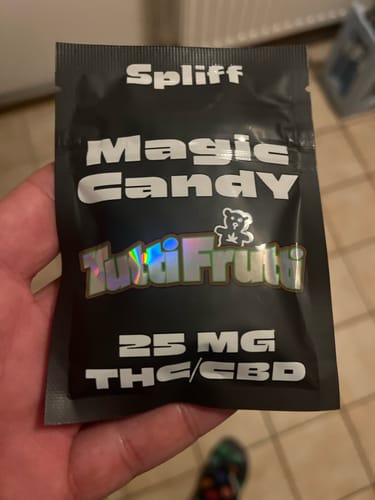 Spliff
Magic
Candy
TuttiFrutti
25 MG
THC/CBD